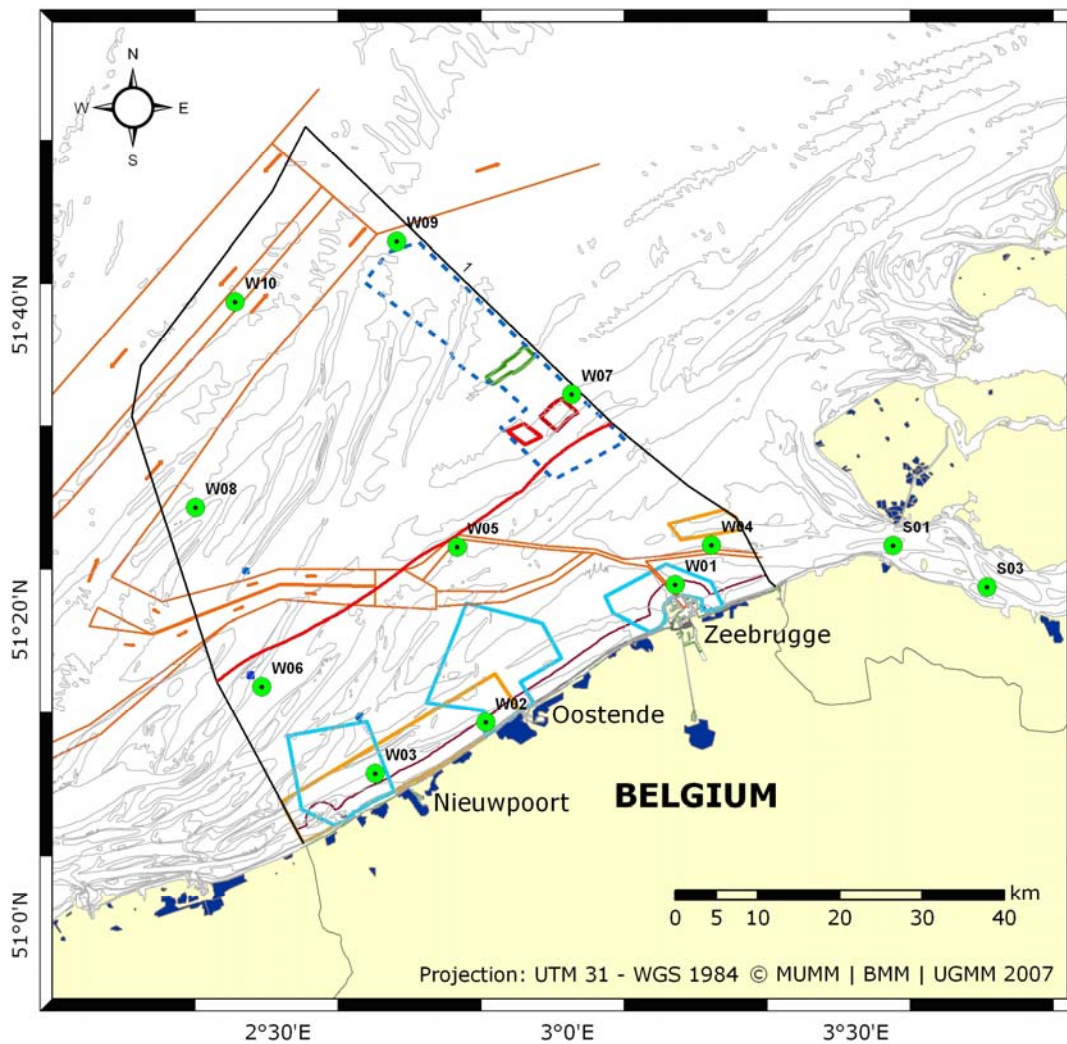 N
W E
S
W09
1
W10
51°40'N
W07
W08
W04
W05
S01
W01
S03
51°20'N
Zeebrugge
W06
W02
Oostende
W03
BELGIUM
Nieuwpoort
km
0 5 10 20 30 40
51°0'N
Projection: UTM 31 - WGS 1984 © MUMM | BMM | UGMM 2007
2°30'E 3°0'E 3°30'E